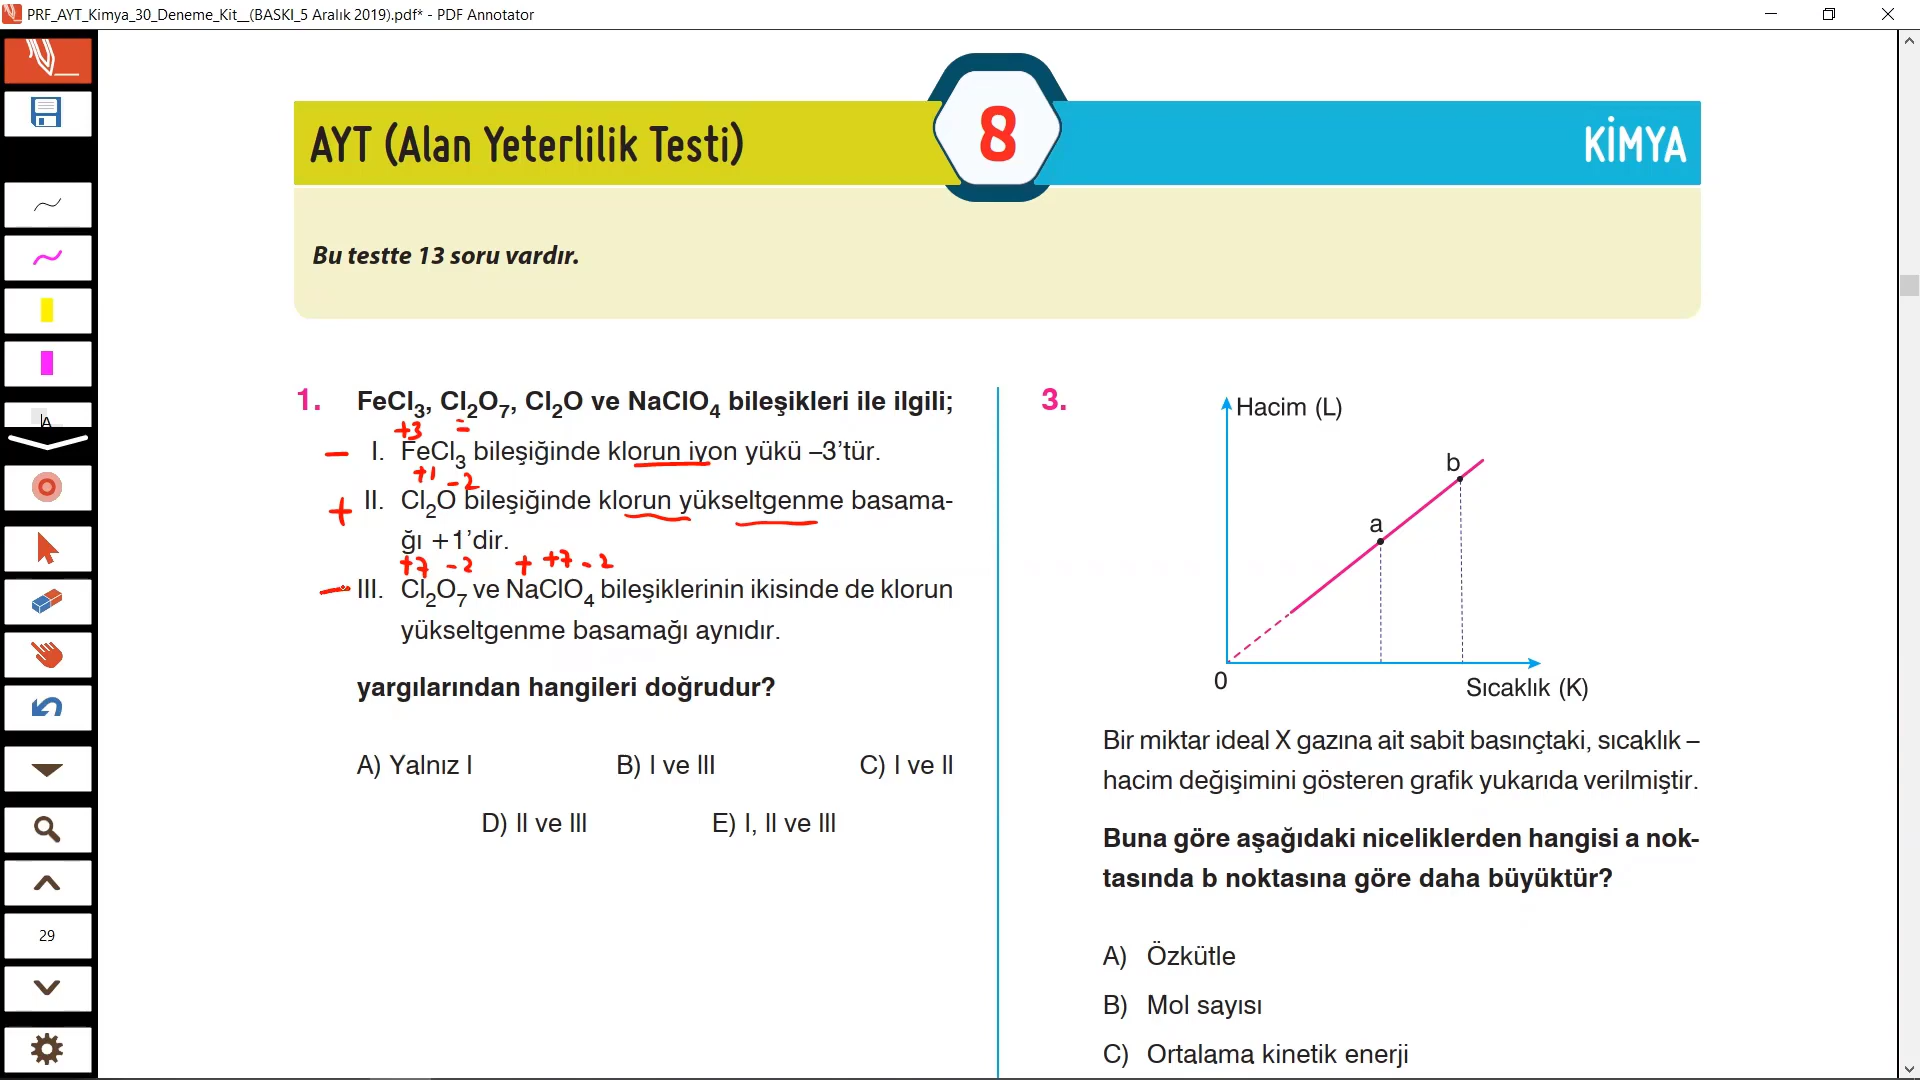 PRF_AYT_Kimya_30_Deneme_Kit__(BASKI_5 Aralık 2019).pdf* - PDF Annotator
AYT (Alan Yeterlilik Testi)
8
KİMYA
Bu testte 13 soru vardır.
1. FeCl3, Cl2O7, Cl2O ve NaClO4 bileşikleri ile ilgili;
+3 =
– I. FeCl3 bileşiğinde klorun iyon yükü –3’tür.
+1 -2
+ II. Cl2O bileşiğinde klorun yükseltgenme basama-
ğı +1’dir.
+7 -2 + +7 -2
– III. Cl2O7 ve NaClO4 bileşiklerinin ikisinde de klorun
yükseltgenme basamağı aynıdır.
yargılarından hangileri doğrudur?
A) Yalnız I B) I ve III C) I ve II
D) II ve III E) I, II ve III
3.
Hacim (L)
b
a
0
Sıcaklık (K)
Bir miktar ideal X gazına ait sabit basınçtaki, sıcaklık –
hacim değişimini gösteren grafik yukarıda verilmiştir.
Buna göre aşağıdaki niceliklerden hangisi a nok-
tasında b noktasına göre daha büyüktür?
A) Özkütle
B) Mol sayısı
C) Ortalama kinetik enerji
A
29